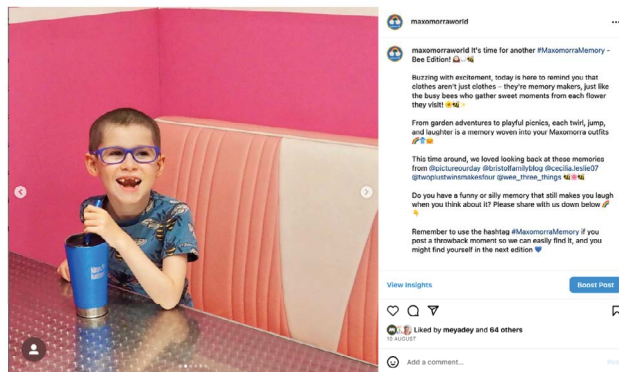 maxomorraworld
maxomorraworld It's time for another #MaxomorraMemory -
Bee Edition!
Buzzing with excitement, today is here to remind you that
clothes aren't just clothes – they're memory makers, just like
the busy bees who gather sweet moments from each flower
they visit!
From garden adventures to playful picnics, each twirl, jump,
and laughter is a memory woven into your Maxomorra outfits
This time around, we loved looking back at these memories
from @pictureourday @bristolfamilyblog @cecilia.leslie07
@twoplustwinsmakesfour @wee_three_things
Do you have a funny or silly memory that still makes you laugh
when you think about it? Please share with us down below
Remember to use the hashtag #MaxomorraMemory if you
post a throwback moment so we can easily find it, and you
might find yourself in the next edition
View Insights
Boost Post
Liked by meyadey and 64 others
10 AUGUST
Add a comment...